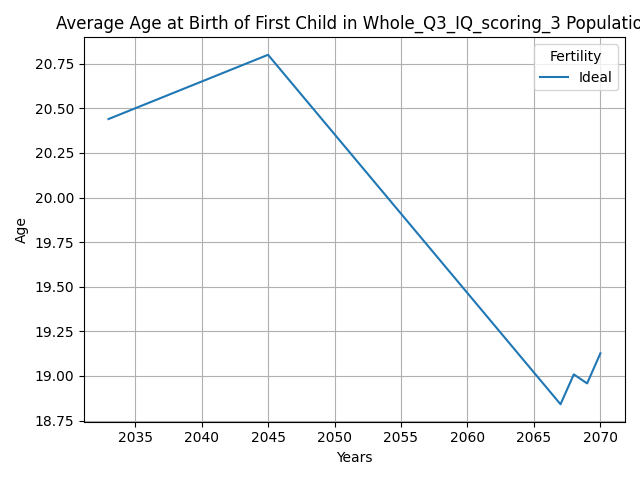 Average Age at Birth of First Child in Whole_Q3_IQ_scoring_3 Populatio
Fertility
Ideal
20.75
20.50
20.25
20.00
19.75
19.50
19.25
19.00
18.75
Age
2035 2040 2045 2050 2055 2060 2065 2070
Years